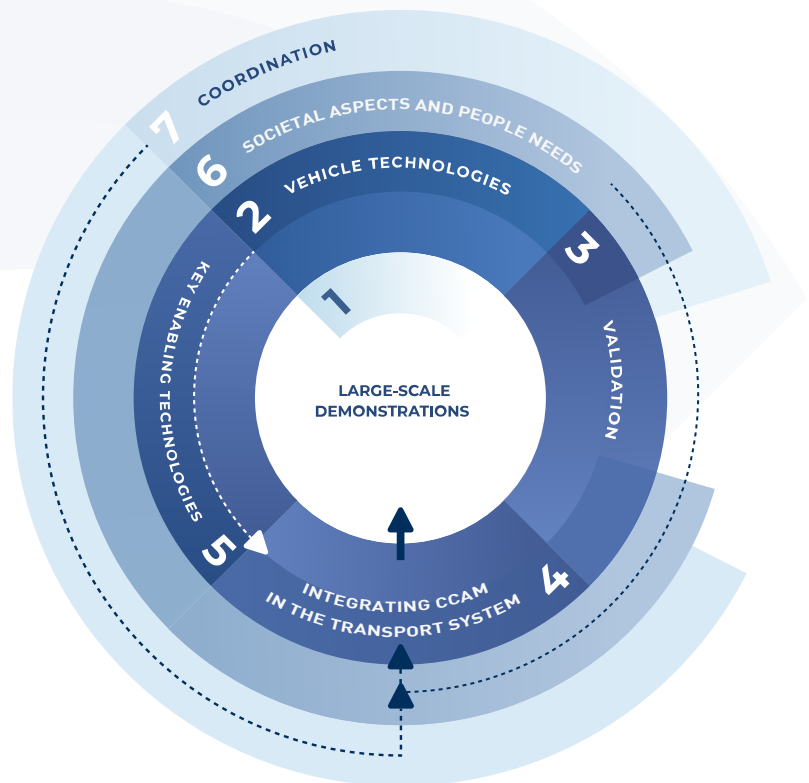 7
COORDINATION
6
SOCIETAL ASPECTS AND PEOPLE NEEDS
2
VEHICLE TECHNOLOGIES
3
VALIDATION
1
LARGE-SCALE
DEMONSTRATIONS
KEY ENABLING TECHNOLOGIES
5
4
INTEGRATING CCAM
IN THE TRANSPORT SYSTEM